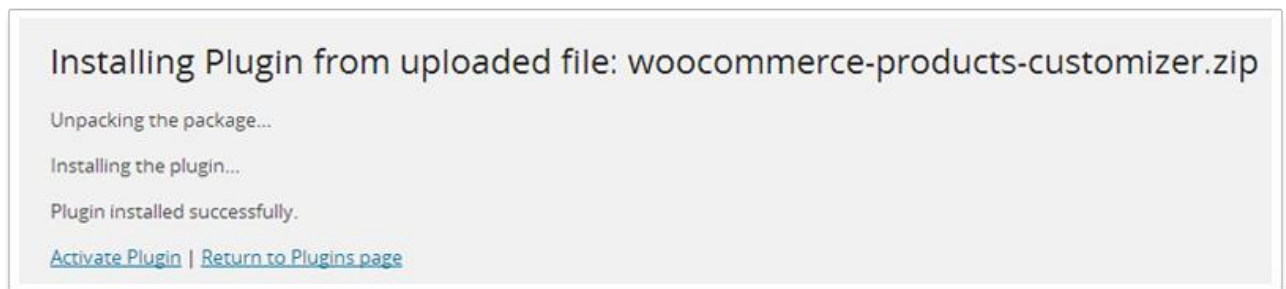 Installing Plugin from uploaded file: woocommerce-products-customizer.zip
Unpacking the package...
Installing the plugin...
Plugin installed successfully.
Activate Plugin | Return to Plugins page